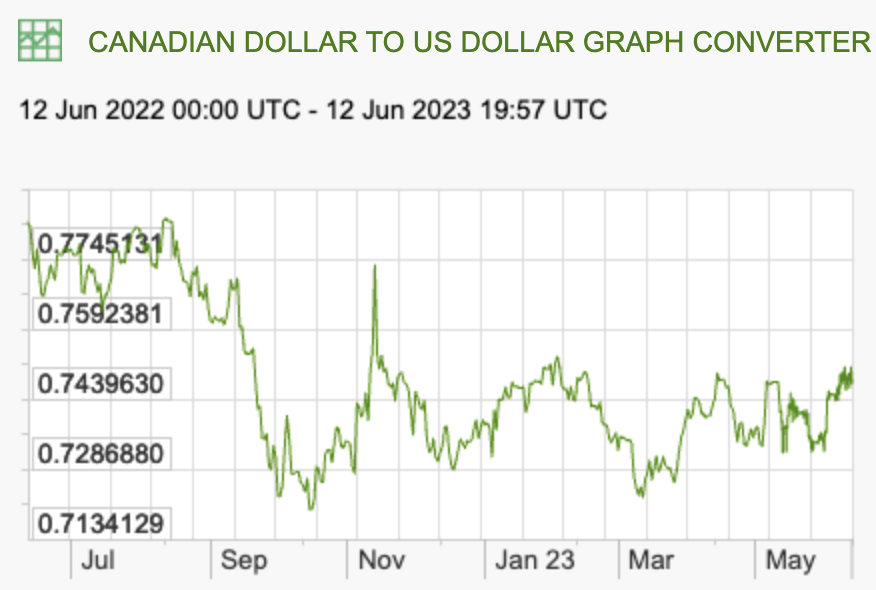 CANADIAN DOLLAR TO US DOLLAR GRAPH CONVERTER
12 Jun 2022 00:00 UTC - 12 Jun 2023 19:57 UTC
0.7745131
0.7592381
0.7439630
0.7286880
0.7134129
Jul Sep Nov Jan 23 Mar May